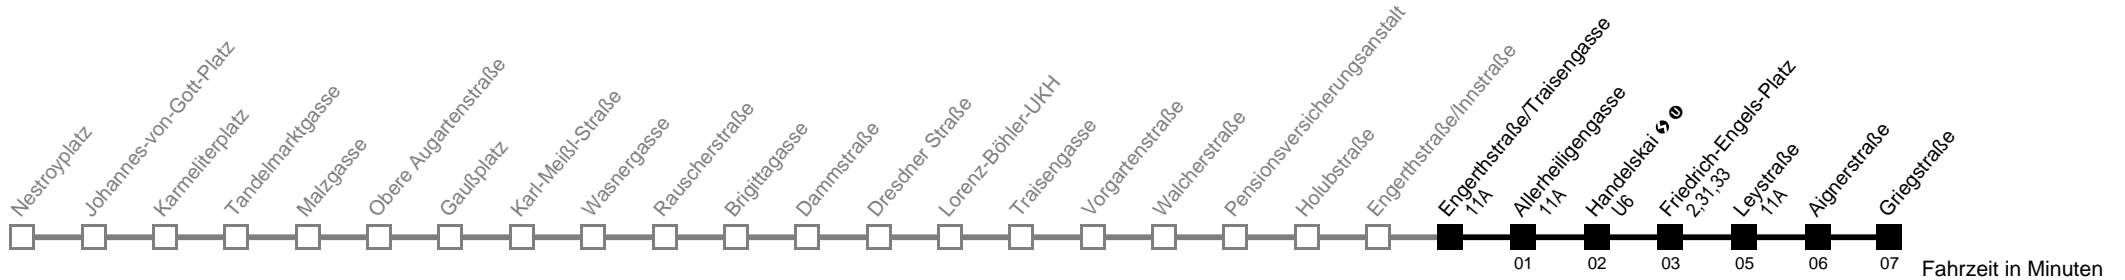 Nestroyplatz
Johannes-von-Gott-Platz
Karmeliterplatz
Tandelmarktgasse
Malzgasse
Obere Augartenstraße
Gaußplatz
Karl-Meißl-Straße
Wasnergasse
Rauscherstraße
Brigittagasse
Dammstraße
Dresdner Straße
Lorenz-Böhler-UKH
Traisengasse
Vorgartenstraße
Walcherstraße
Pensionsversicherungsanstalt
Holubstraße
Engerthstraße/Innstraße
Engerthstraße/Traisengasse
11A
Allerheiligengasse
11A
Handelskai S U
U6
Friedrich-Engels-Platz
2,31,33
Leystraße
11A
Aignerstraße
Griegstraße
01 02 03 05 06 07 Fahrzeit in Minuten